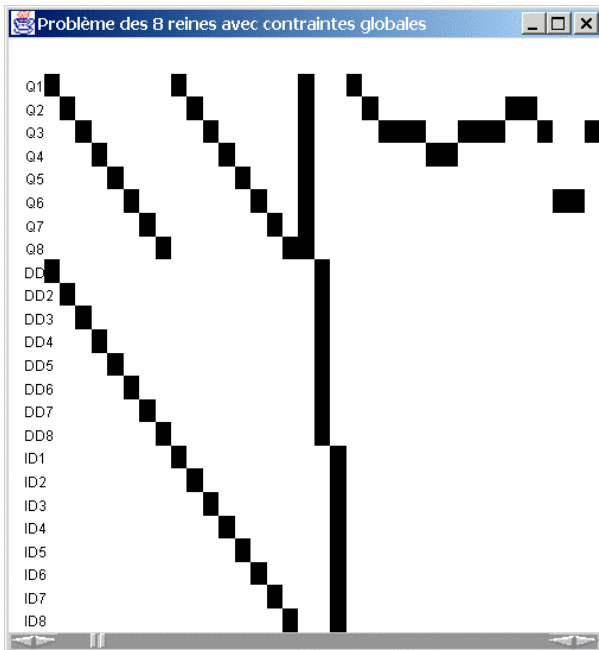 Problème des 8 reines avec contraintes globales
Q1
Q2
Q3
Q4
Q5
Q6
Q7
Q8
DD
DD2
DD3
DD4
DD5
DD6
DD7
DD8
ID1
ID2
ID3
ID4
ID5
ID6
ID7
ID8